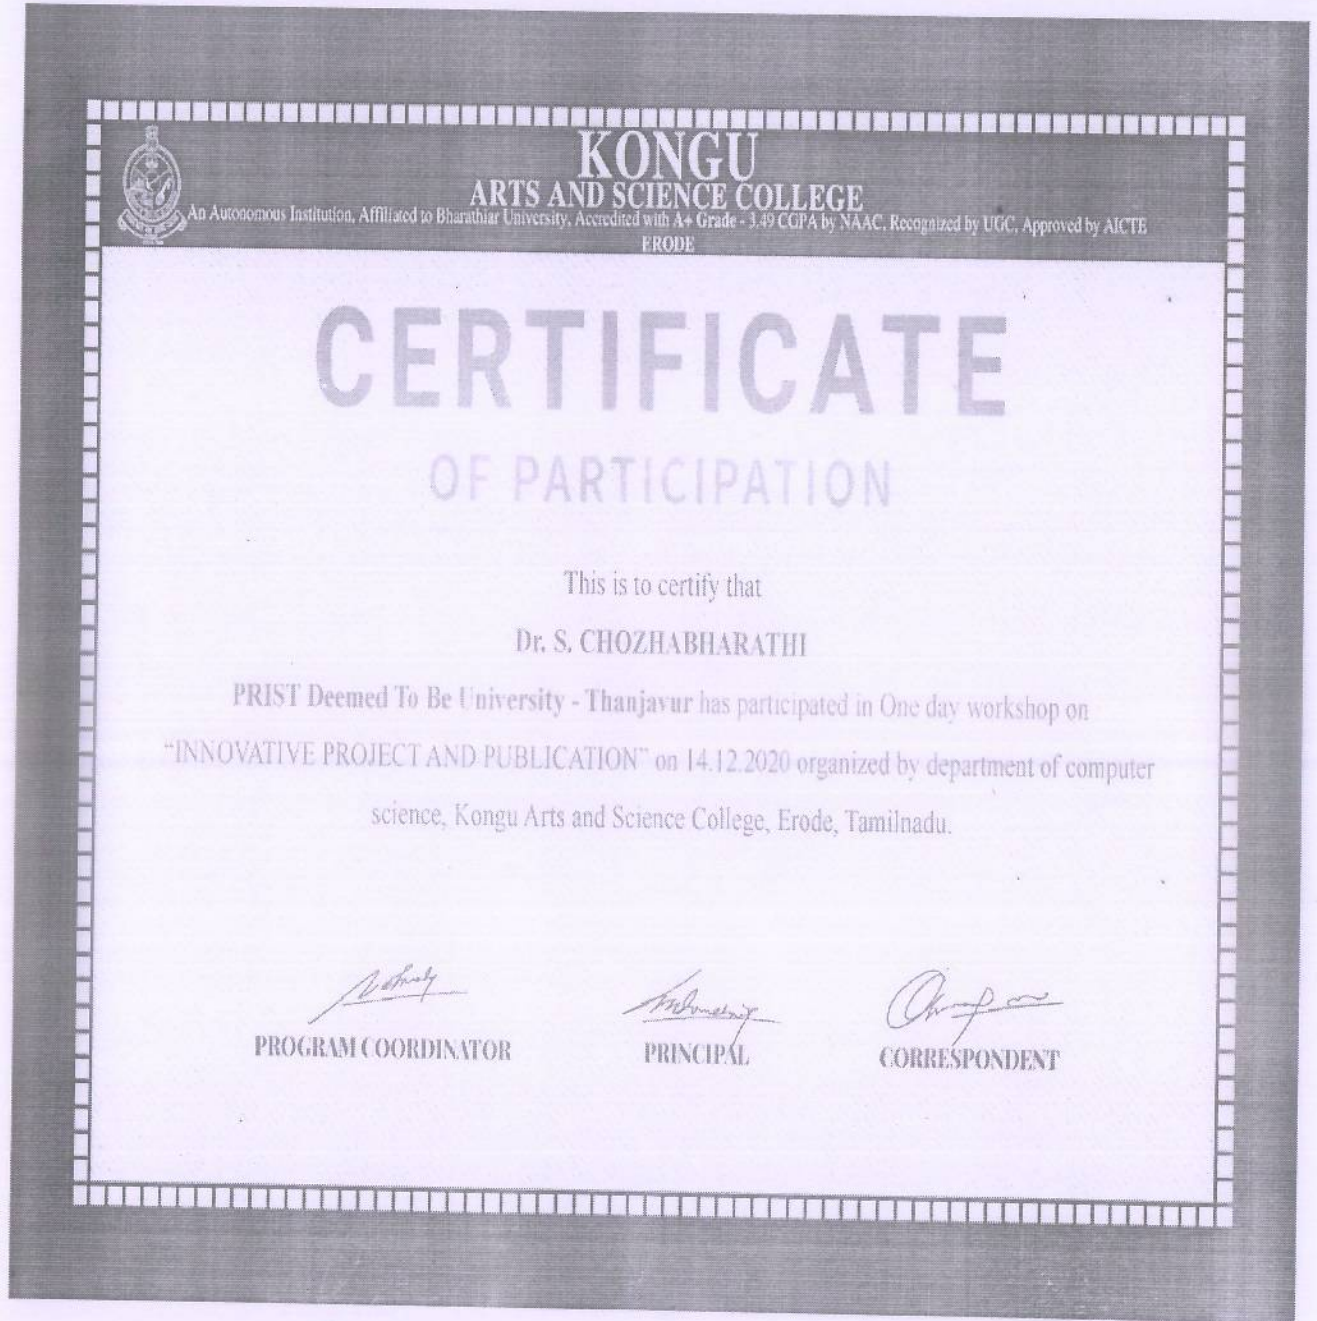 KONGU
ARTS AND SCIENCE COLLEGE
An Autonomous Institution, Affiliated to Bharathiar University, Accredited with A+ Grade - 3.49 CGPA by NAAC, Recognized by UGC, Approved by AICTE
ERODE
CERTIFICATE
OF PARTICIPATION
This is to certify that
Dr. S. CHOZHABHARATHI
PRIST Deemed To Be University - Thanjavur has participated in One day workshop on
“INNOVATIVE PROJECT AND PUBLICATION” on 14.12.2020 organized by department of computer
science, Kongu Arts and Science College, Erode, Tamilnadu.
PROGRAM COORDINATOR
PRINCIPAL
CORRESPONDENT